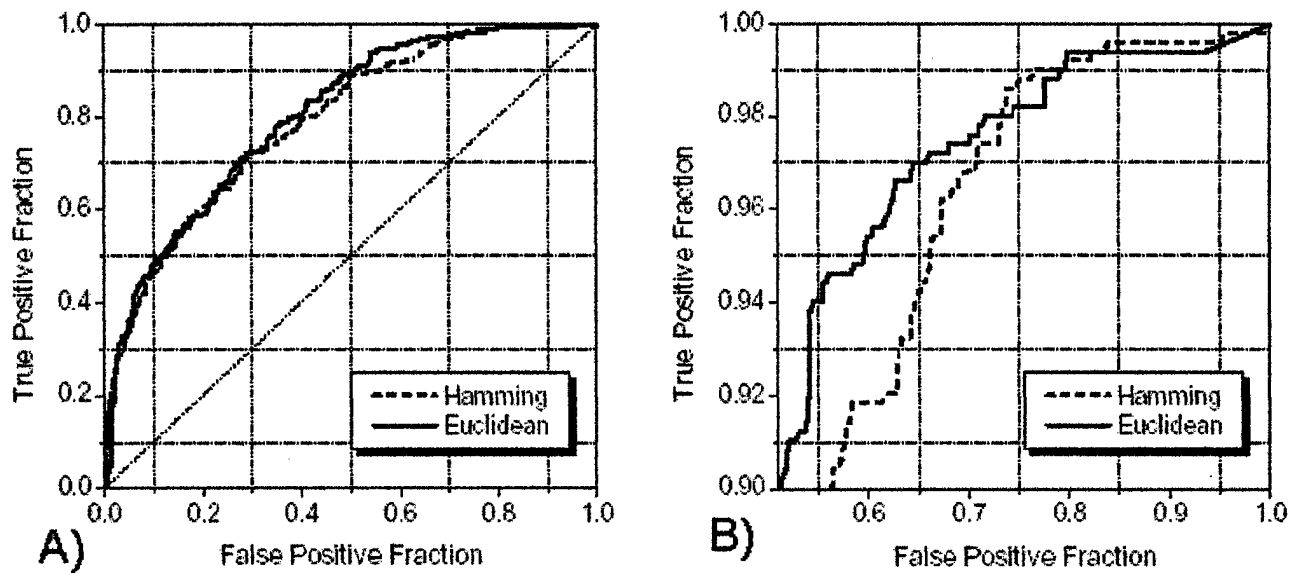 1.0
0.8
0.6
0.4
0.2
0.0
True Positive Fraction
Hamming
Euclidean
0.0 0.2 0.4 0.6 0.8 1.0
False Positive Fraction
A)
1.00
0.98
0.96
0.94
0.92
0.90
True Positive Fraction
Hamming
Euclidean
0.6 0.7 0.8 0.9 1.0
False Positive Fraction
B)